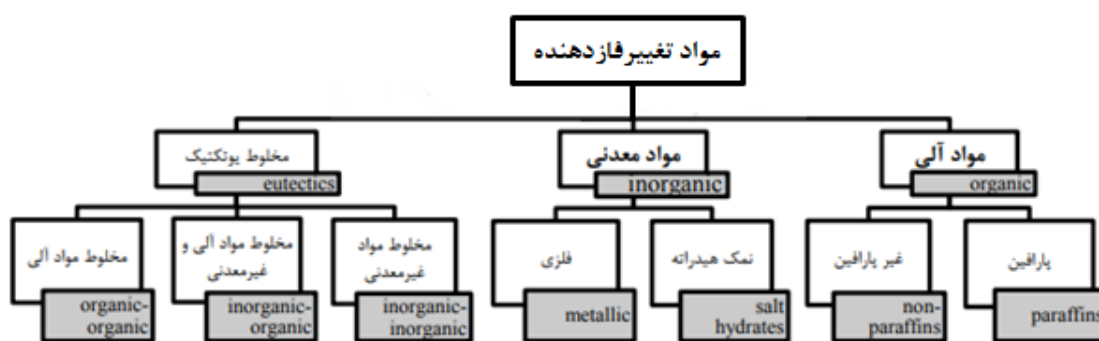 مواد تغییرفازدهنده
مواد آلی
organic
مواد معدنی
inorganic
مخلوط یوتکتیک
eutectics
پارافین
paraffins
غیر پارافین
non-
paraffins
نمک هیدراته
salt
hydrates
فلزی
metallic
مخلوط مواد
غیرمعدنی
inorganic-
inorganic
مخلوط مواد آلی و
غیرمعدنی
inorganic-
organic
مخلوط مواد آلی
organic-
organic